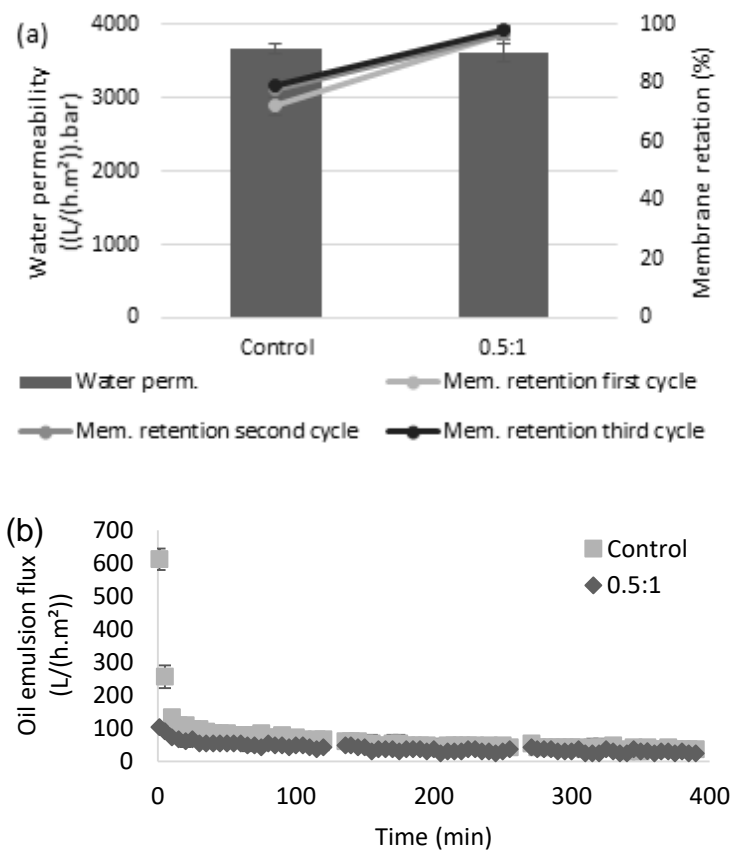 (a)
Water permeability
((L/(h.m²)).bar)
4000
3000
2000
1000
0
100
80
60
40
20
0
Membrane retation (%)
Control 0.5:1
Water perm. Mem. retention first cycle
Mem. retention second cycle Mem. retention third cycle
(b)
Oil emulsion flux
(L/(h.m²))
700
600
500
400
300
200
100
0
Control
0.5:1
0 100 200 300 400
Time (min)